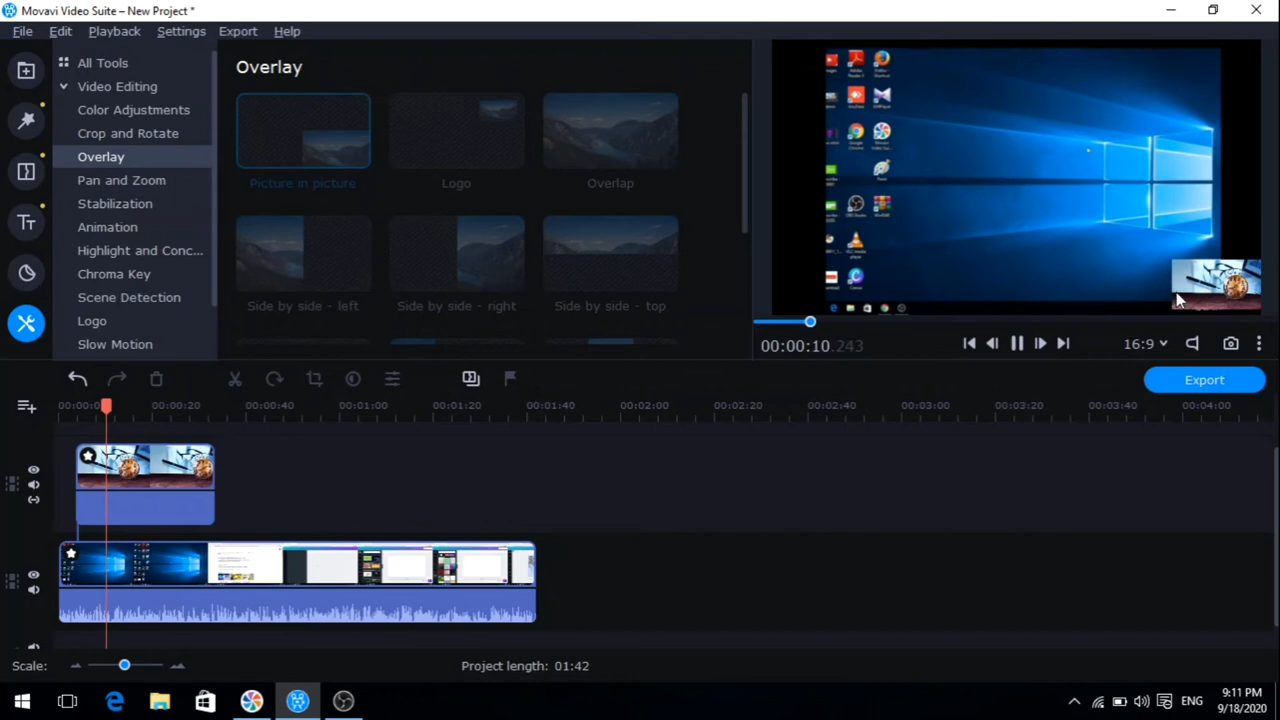 Movavi Video Suite – New Project *
File Edit Playback Settings Export Help
All Tools
Video Editing
Color Adjustments
Crop and Rotate
Overlay
Pan and Zoom
Stabilization
Animation
Highlight and Conc...
Chroma Key
Scene Detection
Logo
Slow Motion
Overlay
Picture in picture Logo Overlap
Side by side - left Side by side - right Side by side - top
00:00:10.243
16:9
Export
00:00:0 00:00:20 00:00:40 00:01:00 00:01:20 00:01:40 00:02:00 00:02:20 00:02:40 00:03:00 00:03:20 00:03:40 00:04:00
Scale:
Project length: 01:42
ENG
9:11 PM
9/18/2020